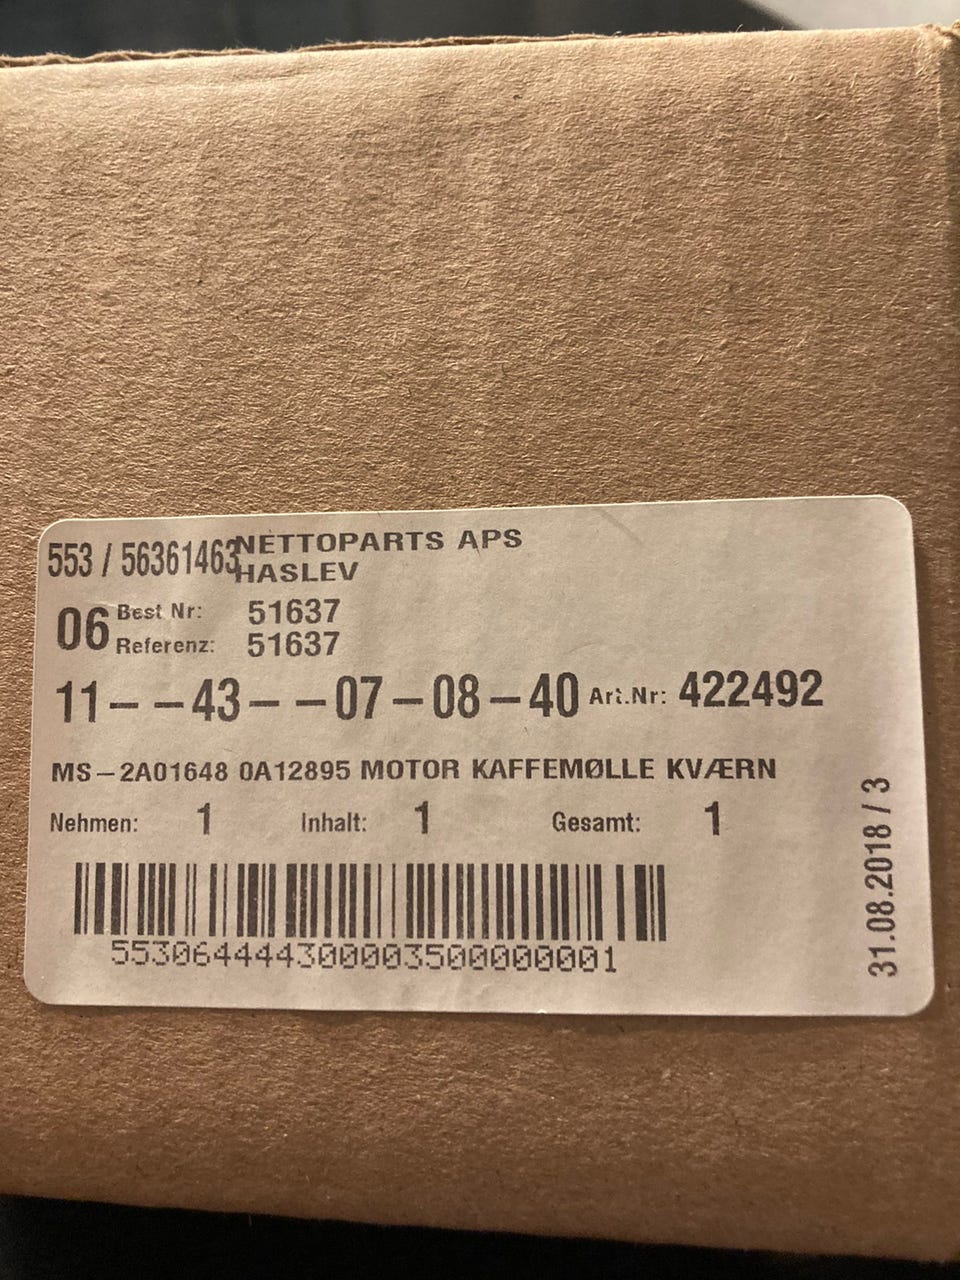 553 / 56361463 NETTOPARTS APS
HASLEV
06 Best Nr: 51637
Referenz: 51637
11- -43- -07-08-40 Art.Nr: 422492
MS-2A01648 0A12895 MOTOR KAFFEMØLLE KVÆRN
Nehmen: 1 Inhalt: 1 Gesamt: 1
553064444300003500000001
31.08.2018 / 3